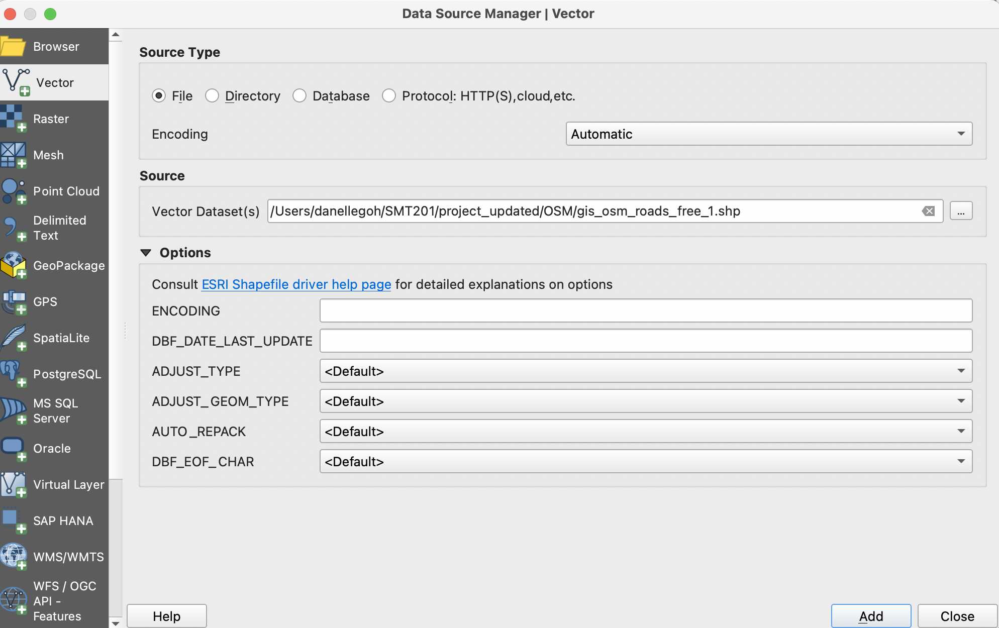 Data Source Manager | Vector
Browser
Vector
Raster
Mesh
Point Cloud
Delimited
Text
GeoPackage
GPS
SpatiaLite
PostgreSQL
MS SQL
Server
Oracle
Virtual Layer
SAP HANA
WMS/WMTS
WFS / OGC
API -
Features
Source Type
File Directory Database Protocol: HTTP(S),cloud,etc.
Encoding Automatic
Source
Vector Dataset(s) /Users/danellegoh/SMT201/project_updated/OSM/gis_osm_roads_free_1.shp ...
Options
Consult ESRI Shapefile driver help page for detailed explanations on options
ENCODING
DBF_DATE_LAST_UPDATE
ADJUST_TYPE <Default>
ADJUST_GEOM_TYPE <Default>
AUTO_REPACK <Default>
DBF_EOF_CHAR <Default>
Help Add Close